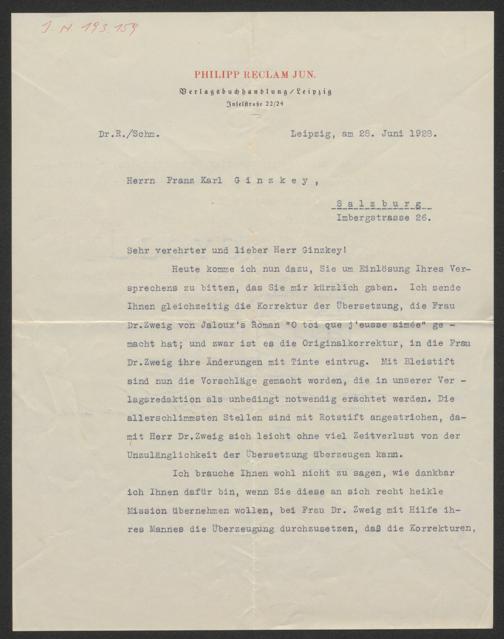 J N 193.159
PHILIPP RECLAM JUN.
Verlagsbuchhandlung / Leipzig
Inselstraße 22/24
Dr.R./Schm.
Leipzig, am 28. Juni 1928.
Herrn Franz Karl G i n z k e y ,
S a l z b u r g
Imbergstrasse 26.
Sehr verehrter und lieber Herr Ginzkey!
Heute komme ich nun dazu, Sie um Einlösung Ihres Ver-
sprechens zu bitten, das Sie mir kürzlich gaben. Ich sende
Ihnen gleichzeitig die Korrektur der Übersetzung, die Frau
Dr.Zweig von Jaloux's Roman "O toi que j'eusse aimée" ge -
macht hat; und zwar ist es die Originalkorrektur, in die Frau
Dr.Zweig ihre Änderungen mit Tinte eintrug. Mit Bleistift
sind nun die Vorschläge gemacht worden, die in unserer Ver -
lagsredaktion als unbedingt notwendig erachtet werden. Die
allerschlimmsten Stellen sind mit Rotstift angestrichen, da-
mit Herr Dr.Zweig sich leicht ohne viel Zeitverlust von der
Unzulänglichkeit der Übersetzung überzeugen kann.
Ich brauche Ihnen wohl nicht zu sagen, wie dankbar
ich Ihnen dafür bin, wenn Sie diese an sich recht heikle
Mission übernehmen wollen, bei Frau Dr. Zweig mit Hilfe ih-
res Mannes die Überzeugung durchzusetzen, daß die Korrekturen,